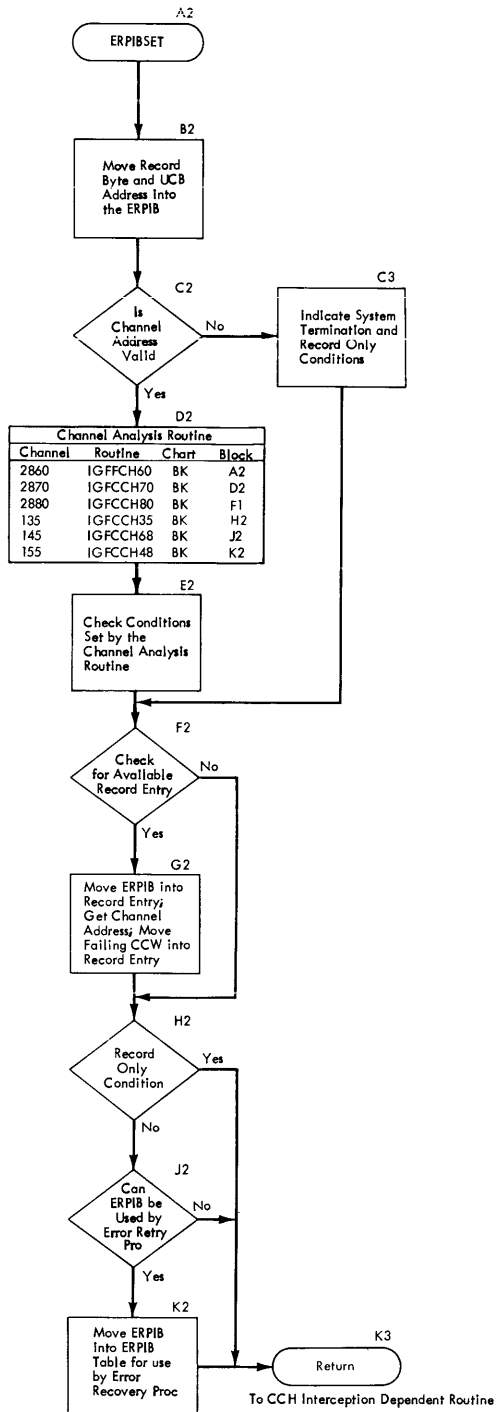 A2
ERPIBSET
B2
Move Record
Byte and UCB
Address into
the ERPIB
C2
Is
Channel
Address
Valid
No
Yes
C3
Indicate System
Termination and
Record Only
Conditions
D2
Channel Analysis Routine
Channel Routine Chart Block
2860 IGFFCH60 BK A2
2870 IGFCCH70 BK D2
2880 IGFCCH80 BK F1
135 IGFCCH35 BK H2
145 IGFCCH68 BK J2
155 IGFCCH48 BK K2
E2
Check Conditions
Set by the
Channel Analysis
Routine
F2
Check
for Available
Record Entry
No
Yes
G2
Move ERPIB into
Record Entry;
Get Channel
Address; Move
Failing CCW into
Record Entry
H2
Record
Only
Condition
Yes
No
J2
Can
ERPIB be
Used by
Error Retry
Pro
No
Yes
K2
Move ERPIB
into ERPIB
Table for use
by Error
Recovery Proc
K3
Return
To CCH Interception Dependent Routine